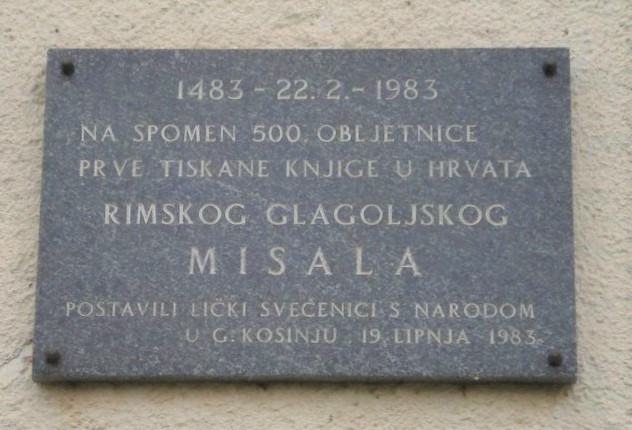 1483 - 22. 2. - 1983
NA SPOMEN 500. OBLJETNICE
PRVE TISKANE KNJIGE U HRVATA
RIMSKOG GLAGOLJSKOG
MISALA
POSTAVILI LIČKI SVEĆENICI S NARODOM
U G. KOSINJU 19. LIPNJA 1983.